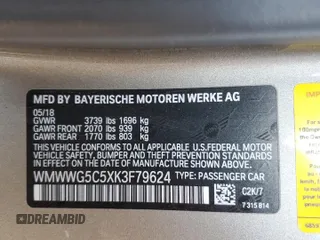 MFD BY BAYERISCHE MOTOREN WERKE AG
05/18
GVWR 3739 lbs 1696 kg
GAWR FRONT 2070 lbs 939 kg
GAWR REAR 1770 lbs 803 kg
THIS VEHICLE CONFORMS TO ALL APPLICABLE
U.S. FEDERAL MOTOR VEHICLE SAFETY,
BUMPER, AND THEFT PREVENTION STANDARDS
IN EFFECT ON THE DATE OF MANUFACTURE
SHOWN ABOVE.
WMWWG5C5XK3F79624 TYPE: PASSENGER CAR
C2K/7
7 315 814
DREAMBID